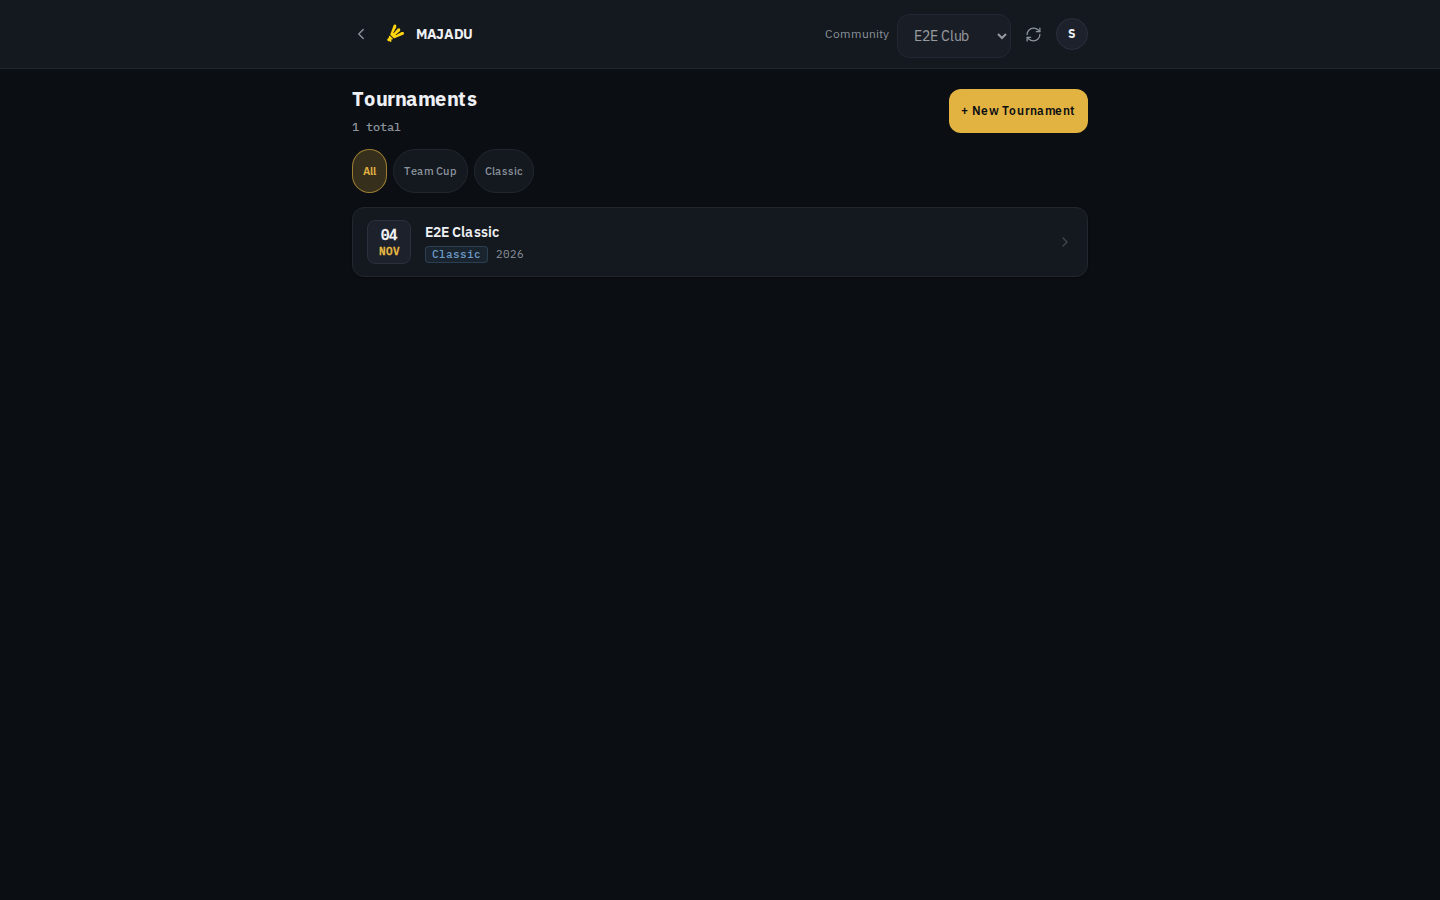 MAJADU
Community
E2E Club
S
Tournaments
1 total
+ New Tournament
All
Team Cup
Classic
04
NOV
E2E Classic
Classic
2026